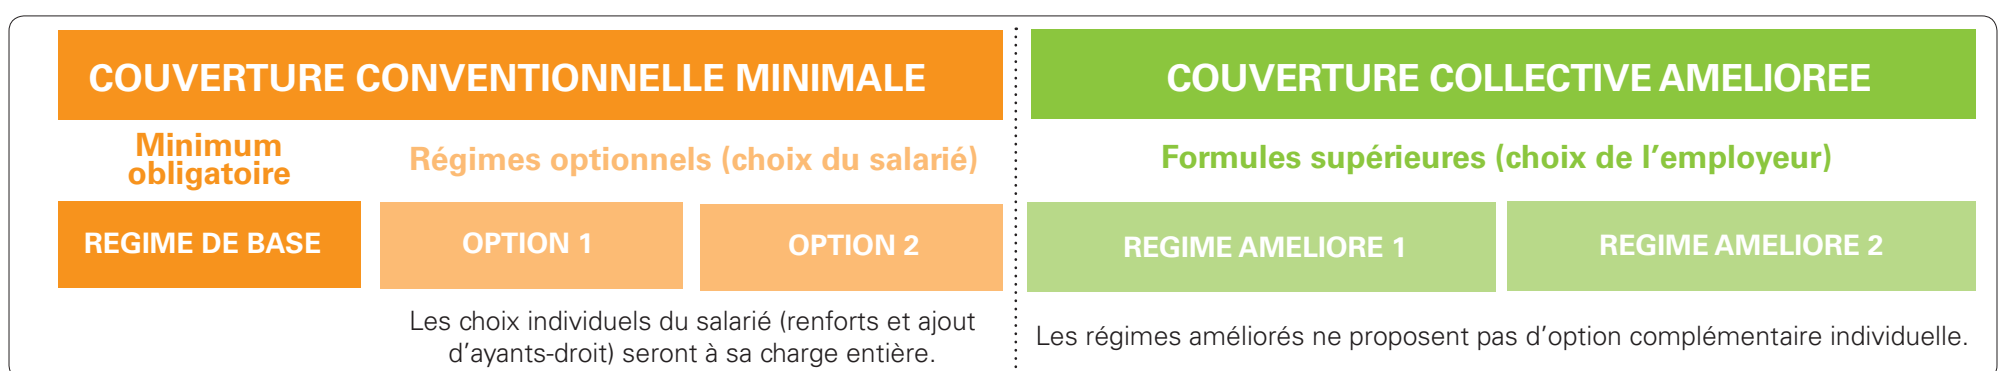 COUVERTURE CONVENTIONNELLE MINIMALE
Minimum
obligatoire
Régimes optionnels (choix du salarié)
REGIME DE BASE
OPTION 1
OPTION 2
Les choix individuels du salarié (renforts et ajout
d’ayants-droit) seront à sa charge entière.
COUVERTURE COLLECTIVE AMELIOREE
Formules supérieures (choix de l’employeur)
REGIME AMELIORE 1
REGIME AMELIORE 2
Les régimes améliorés ne proposent pas d’option complémentaire individuelle.